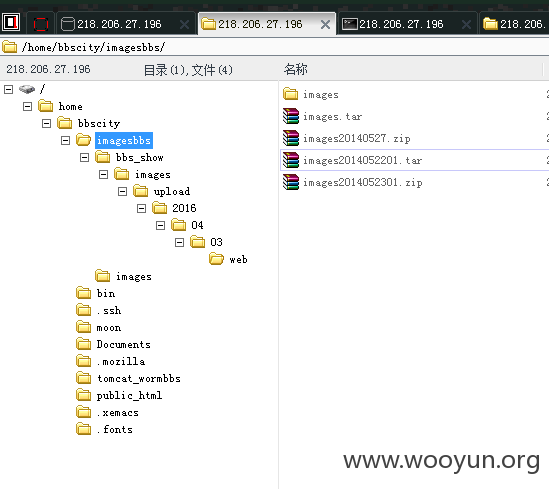 218.206.27.196 218.206.27.196 218.206.27.196 218.206.27.196
/home/bbscity/imagesbbs/
218.206.27.196 目录(1),文件(4) 名称
/
home
bbscity
imagesbbs
bbs_show
images
upload
2016
04
03
web
images
bin
.ssh
moon
Documents
.mozilla
tomcat_wormbbs
public_html
.xemacs
.fonts
images
images.tar
images20140527.zip
images2014052201.tar
images2014052301.zip
www.wooyun.org